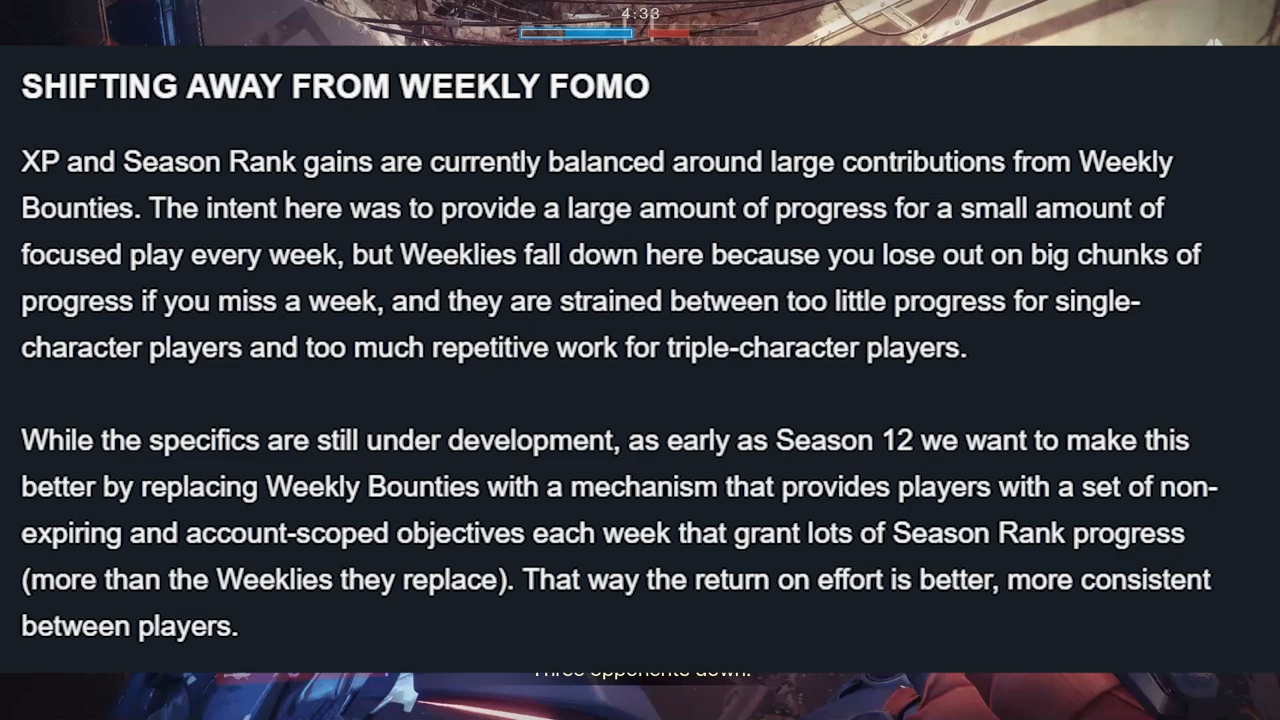 4:33
SHIFTING AWAY FROM WEEKLY FOMO
XP and Season Rank gains are currently balanced around large contributions from Weekly
Bounties. The intent here was to provide a large amount of progress for a small amount of
focused play every week, but Weeklies fall down here because you lose out on big chunks of
progress if you miss a week, and they are strained between too little progress for single-
character players and too much repetitive work for triple-character players.
While the specifics are still under development, as early as Season 12 we want to make this
better by replacing Weekly Bounties with a mechanism that provides players with a set of non-
expiring and account-scoped objectives each week that grant lots of Season Rank progress
(more than the Weeklies they replace). That way the return on effort is better, more consistent
between players.
Three opponents down.